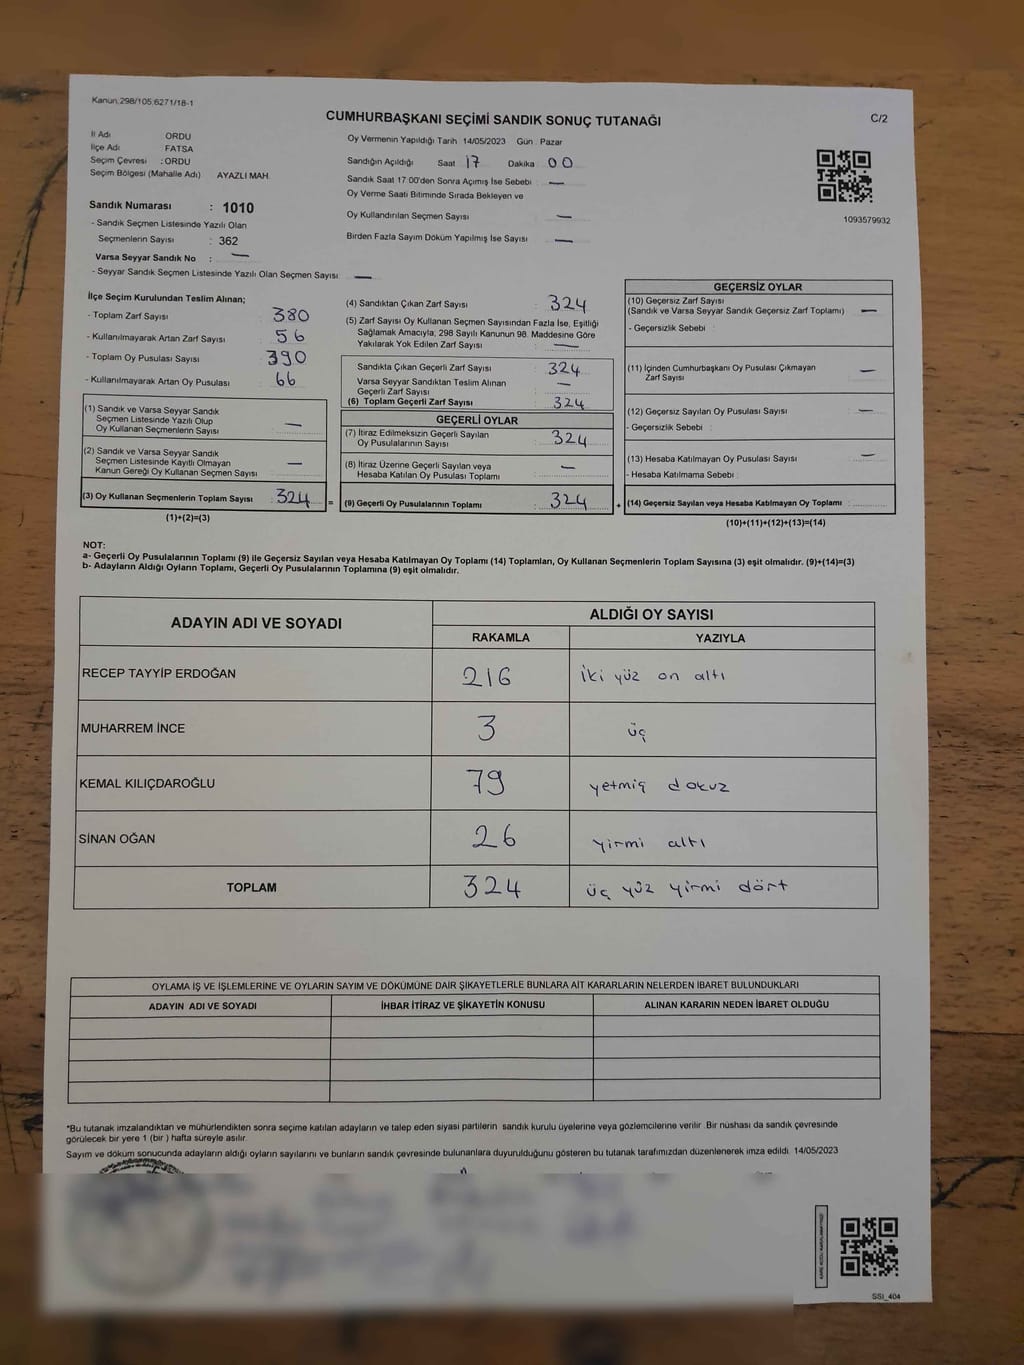 Kanun.298/105,6271/18-1
CUMHURBAŞKANI SEÇİMİ SANDIK SONUÇ TUTANAĞI
C/2
İl Adı ORDU
İlçe Adı FATSA
Seçim Çevresi : ORDU
Seçim Bölgesi (Mahalle Adı) AYAZLI MAH.
Oy Vermenin Yapıldığı Tarih 14/05/2023 Gün : Pazar
Sandığın Açıldığı Saat 17 Dakika 00
Sandık Saat 17:00'den Sonra Açımış İse Sebebi : —
Oy Verme Saati Bitiminde Sırada Bekleyen ve
Oy Kullandırılan Seçmen Sayısı —
Birden Fazla Sayım Döküm Yapılmış İse Sayısı —
1093579932
Sandık Numarası : 1010
- Sandık Seçmen Listesinde Yazılı Olan
Seçmenlerin Sayısı : 362
Varsa Seyyar Sandık No : —
- Seyyar Sandık Seçmen Listesinde Yazılı Olan Seçmen Sayısı —
İlçe Seçim Kurulundan Teslim Alınan;
- Toplam Zarf Sayısı : 380
- Kullanılmayarak Artan Zarf Sayısı : 56
- Toplam Oy Pusulası Sayısı : 390
- Kullanılmayarak Artan Oy Pusulası : 66
(1) Sandık ve Varsa Seyyar Sandık
Seçmen Listesinde Yazılı Olup
Oy Kullanan Seçmenlerin Sayısı —
(2) Sandık ve Varsa Seyyar Sandık
Seçmen Listesinde Kayıtlı Olmayan
Kanun Gereği Oy Kullanan Seçmen Sayısı —
(3) Oy Kullanan Seçmenlerin Toplam Sayısı : 324 =
(1)+(2)=(3)
(4) Sandıktan Çıkan Zarf Sayısı : 324
(5) Zarf Sayısı Oy Kullanan Seçmen Sayısından Fazla İse, Eşitliği
Sağlamak Amacıyla, 298 Sayılı Kanunun 98. Maddesine Göre
Yakılarak Yok Edilen Zarf Sayısı —
Sandıkta Çıkan Geçerli Zarf Sayısı : 324
Varsa Seyyar Sandıktan Teslim Alınan
Geçerli Zarf Sayısı —
(6) Toplam Geçerli Zarf Sayısı : 324
GEÇERLİ OYLAR
(7) İtiraz Edilmeksizin Geçerli Sayılan
Oy Pusulalarının Sayısı : 324
(8) İtiraz Üzerine Geçerli Sayılan veya
Hesaba Katılan Oy Pusulası Toplamı —
(9) Geçerli Oy Pusulalarının Toplamı : 324 +
GEÇERSİZ OYLAR
(10) Geçersiz Zarf Sayısı
(Sandık ve Varsa Seyyar Sandık Geçersiz Zarf Toplamı) : —
- Geçersizlik Sebebi :
(11) İçinden Cumhurbaşkanı Oy Pusulası Çıkmayan
Zarf Sayısı —
(12) Geçersiz Sayılan Oy Pusulası Sayısı : —
- Geçersizlik Sebebi :
(13) Hesaba Katılmayan Oy Pusulası Sayısı : —
- Hesaba Katılmama Sebebi :
(14) Geçersiz Sayılan veya Hesaba Katılmayan Oy Toplamı :
(10)+(11)+(12)+(13)=(14)
NOT:
a- Geçerli Oy Pusulalarının Toplamı (9) ile Geçersiz Sayılan veya Hesaba Katılmayan Oy Toplamı (14) Toplamları, Oy Kullanan Seçmenlerin Toplam Sayısına (3) eşit olmalıdır. (9)+(14)=(3)
b- Adayların Aldığı Oyların Toplamı, Geçerli Oy Pusulalarının Toplamına (9) eşit olmalıdır.
ADAYIN ADI VE SOYADI ALDIĞI OY SAYISI
RAKAMLA YAZIYLA
RECEP TAYYİP ERDOĞAN 216 iki yüz on altı
MUHARREM İNCE 3 üç
KEMAL KILIÇDAROĞLU 79 yetmiş dokuz
SİNAN OĞAN 26 yirmi altı
TOPLAM 324 üç yüz yirmi dört
OYLAMA İŞ VE İŞLEMLERİNE VE OYLARIN SAYIM VE DÖKÜMÜNE DAİR ŞİKAYETLERLE BUNLARA AİT KARARLARIN NELERDEN İBARET BULUNDUKLARI
ADAYIN ADI VE SOYADI İHBAR İTİRAZ VE ŞİKAYETİN KONUSU ALINAN KARARIN NEDEN İBARET OLDUĞU
*Bu tutanak imzalandıktan ve mühürlendikten sonra seçime katılan adayların ve talep eden siyasi partilerin sandık kurulu üyelerine veya gözlemcilerine verilir. Bir nüshası da sandık çevresinde
görülecek bir yere 1 (bir) hafta süreyle asılır.
Sayım ve döküm sonucunda adayların aldığı oyların sayılarını ve bunların sandık çevresinde bulunanlara duyurulduğunu gösteren bu tutanak tarafımızdan düzenlenerek imza edildi. 14/05/2023
SSI_404